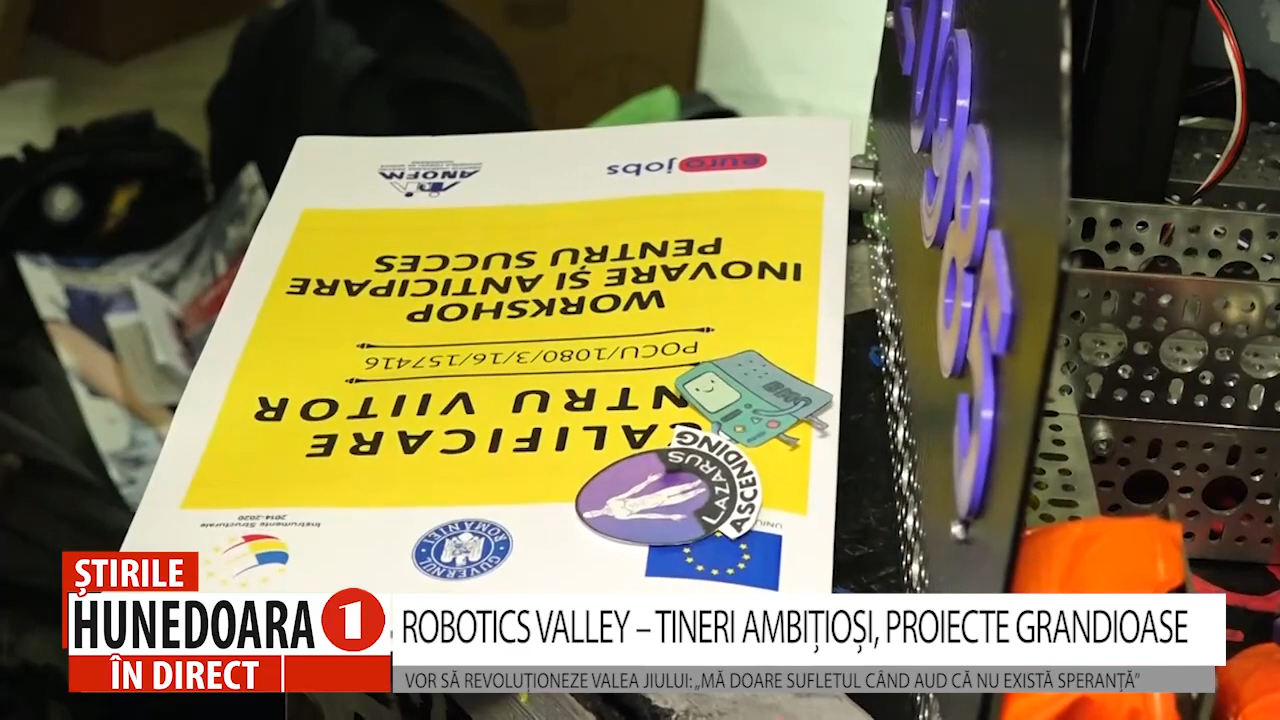 UNIU
GUVERNUL ROMÂNIEI
Instrumente Structurale
2014-2020
LAZARUS
ASCENDING
CALIFICARE
NTRU VIITOR
POCU/1080/3/16/157416
WORKSHOP
INOVARE ȘI ANTICIPARE
PENTRU SUCCES
euro jobs
ANOFM
ȘTIRILE
HUNEDOARA 1
ÎN DIRECT
ROBOTICS VALLEY – TINERI AMBIȚIOȘI, PROIECTE GRANDIOASE
VOR SĂ REVOLUȚIONEZE VALEA JIULUI: „MĂ DOARE SUFLETUL CÂND AUD CĂ NU EXISTĂ SPERANȚĂ”